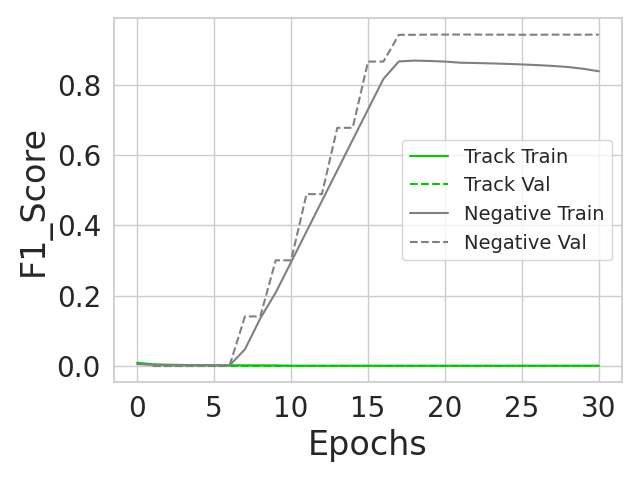 F1_Score
0.8
0.6
0.4
0.2
0.0
Track Train
Track Val
Negative Train
Negative Val
0 5 10 15 20 25 30
Epochs